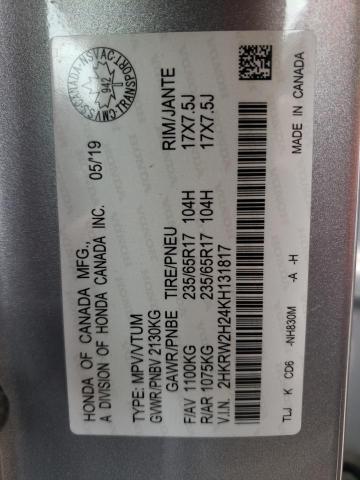 HONDA OF CANADA MFG.,
A DIVISION OF HONDA CANADA INC.
05/19
TYPE: MPV/VTUM
GVWR/PNBV 2130KG
GAWR/PNBE TIRE/PNEU RIM/JANTE
F/AV 1100KG 235/65R17 104H 17X7.5J
R/AR 1075KG 235/65R17 104H 17X7.5J
V.I.N. 2HKRW2H24KH131817
TLJ K CD6 -NH830M -A -H MADE IN CANADA
942